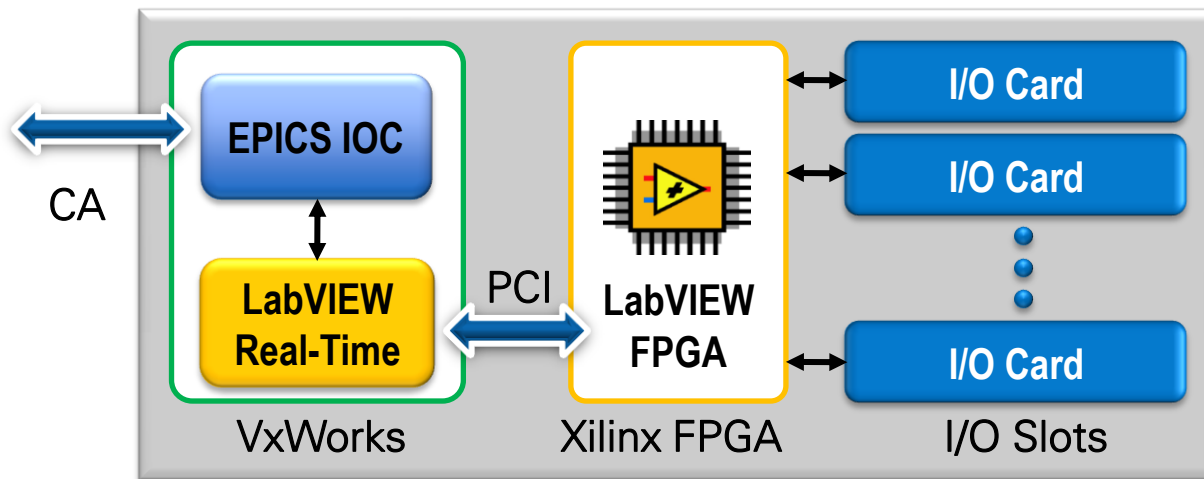 CA
EPICS IOC
LabVIEW
Real-Time
VxWorks
PCI
LabVIEW
FPGA
Xilinx FPGA
I/O Card
I/O Card
I/O Card
I/O Slots